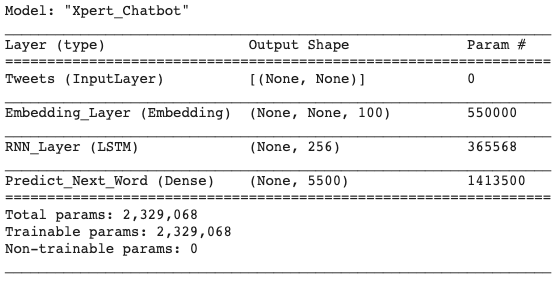 Model: "Xpert_Chatbot"
Layer (type) Output Shape Param #
Tweets (InputLayer) [(None, None)] 0
Embedding_Layer (Embedding) (None, None, 100) 550000
RNN_Layer (LSTM) (None, 256) 365568
Predict_Next_Word (Dense) (None, 5500) 1413500
Total params: 2,329,068
Trainable params: 2,329,068
Non-trainable params: 0